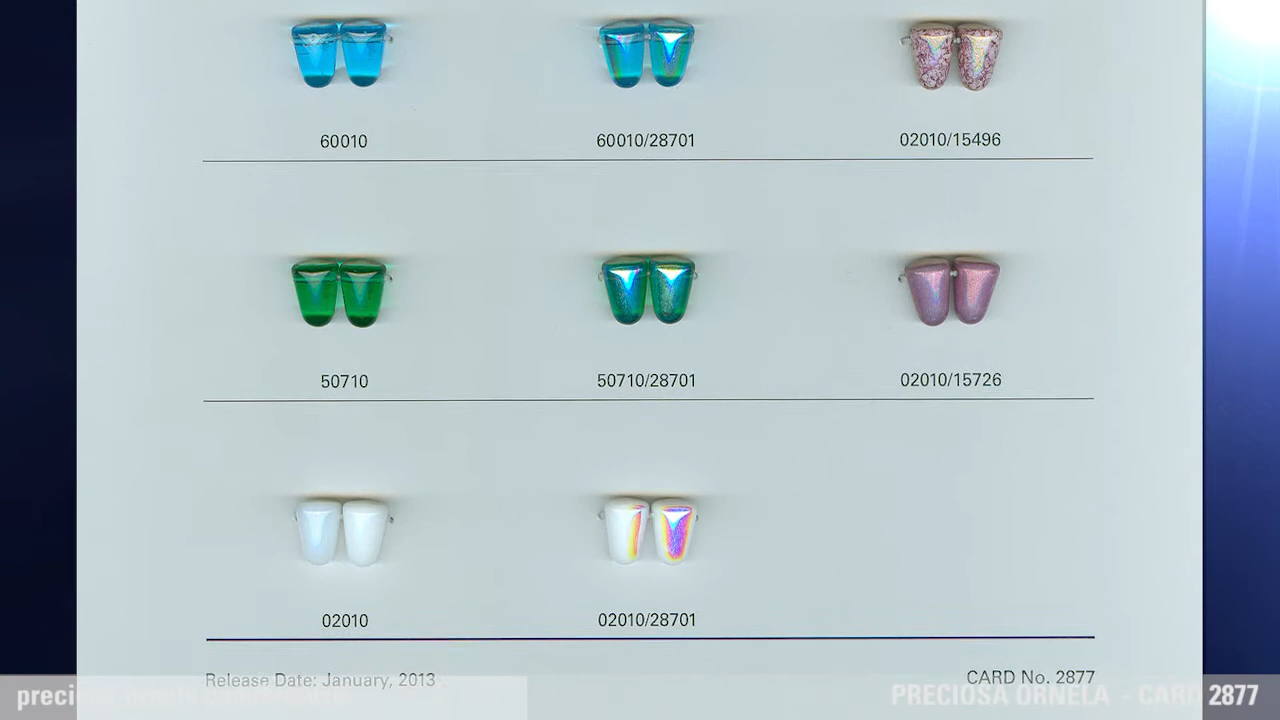 60010 60010/28701 02010/15496
50710 50710/28701 02010/15726
02010 02010/28701
Release Date: January, 2013 CARD No. 2877
PRECIOSA ORNELA - CARD 2877